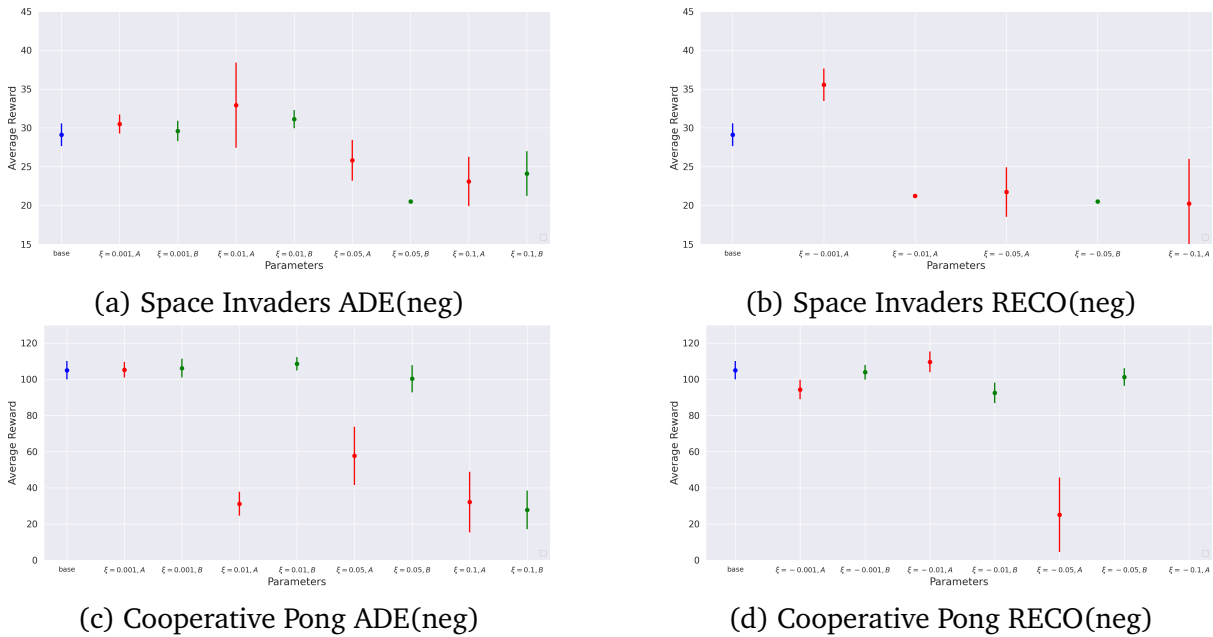 45
40
35
30
25
20
15
Average Reward
base
ξ = 0.001, A
ξ = 0.001, B
ξ = 0.01, A
ξ = 0.01, B
ξ = 0.05, A
ξ = 0.05, B
ξ = 0.1, A
ξ = 0.1, B
Parameters
(a) Space Invaders ADE(neg)
45
40
35
30
25
20
15
Average Reward
base
ξ = −0.001, A
ξ = −0.01, A
ξ = −0.05, A
ξ = −0.05, B
ξ = −0.1, A
Parameters
(b) Space Invaders RECO(neg)
120
100
80
60
40
20
0
Average Reward
base
ξ = 0.001, A
ξ = 0.001, B
ξ = 0.01, A
ξ = 0.01, B
ξ = 0.05, A
ξ = 0.05, B
ξ = 0.1, A
ξ = 0.1, B
Parameters
(c) Cooperative Pong ADE(neg)
120
100
80
60
40
20
0
Average Reward
base
ξ = −0.001, A
ξ = −0.001, B
ξ = −0.01, A
ξ = −0.01, B
ξ = −0.05, A
ξ = −0.05, B
ξ = −0.1, A
Parameters
(d) Cooperative Pong RECO(neg)